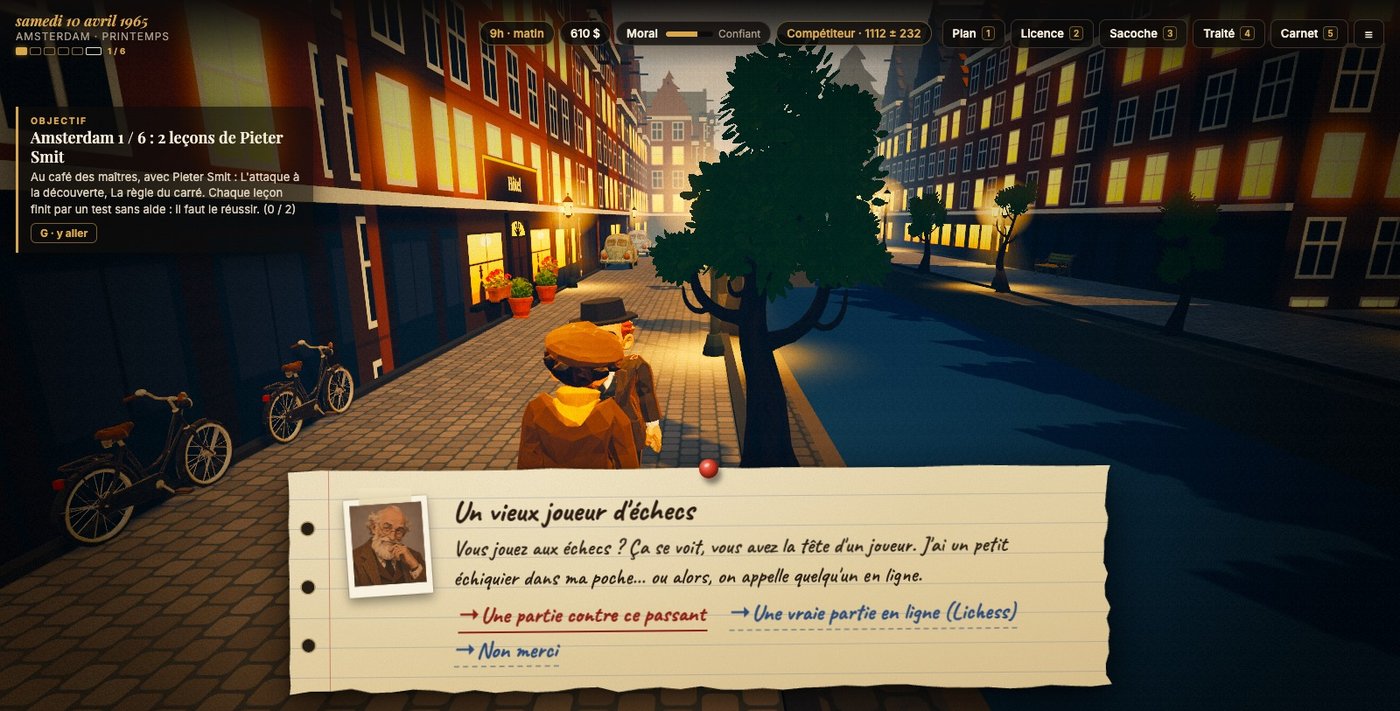 samedi 10 avril 1965
AMSTERDAM · PRINTEMPS
1 / 6
9h · matin
610 $
Moral Confiant
Compétiteur · 1112 ± 232
Plan 1
Licence 2
Sacoche 3
Traité 4
Carnet 5
≡
OBJECTIF
Amsterdam 1 / 6 : 2 leçons de Pieter
Smit
Au café des maîtres, avec Pieter Smit : L'attaque à
la découverte, La règle du carré. Chaque leçon
finit par un test sans aide : il faut le réussir. (0 / 2)
G · y aller
Hôtel
Un vieux joueur d'échecs
Vous jouez aux échecs ? Ça se voit, vous avez la tête d'un joueur. J'ai un petit
échiquier dans ma poche... ou alors, on appelle quelqu'un en ligne.
→ Une partie contre ce passant → Une vraie partie en ligne (Lichess)
→ Non merci